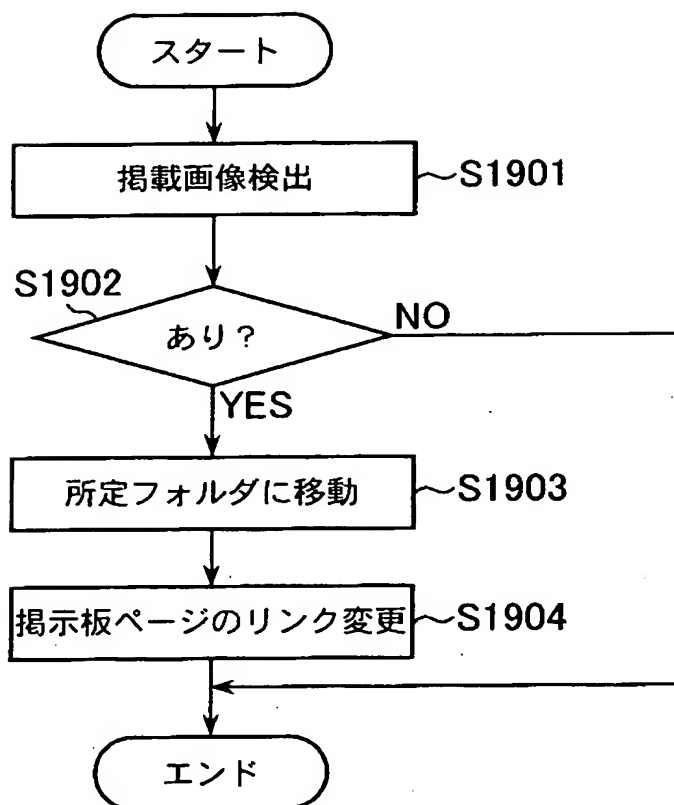 スタート
掲載画像検出
S1901
S1902
あり?
NO
YES
所定フォルダに移動
S1903
掲示板ページのリンク変更
S1904
エンド